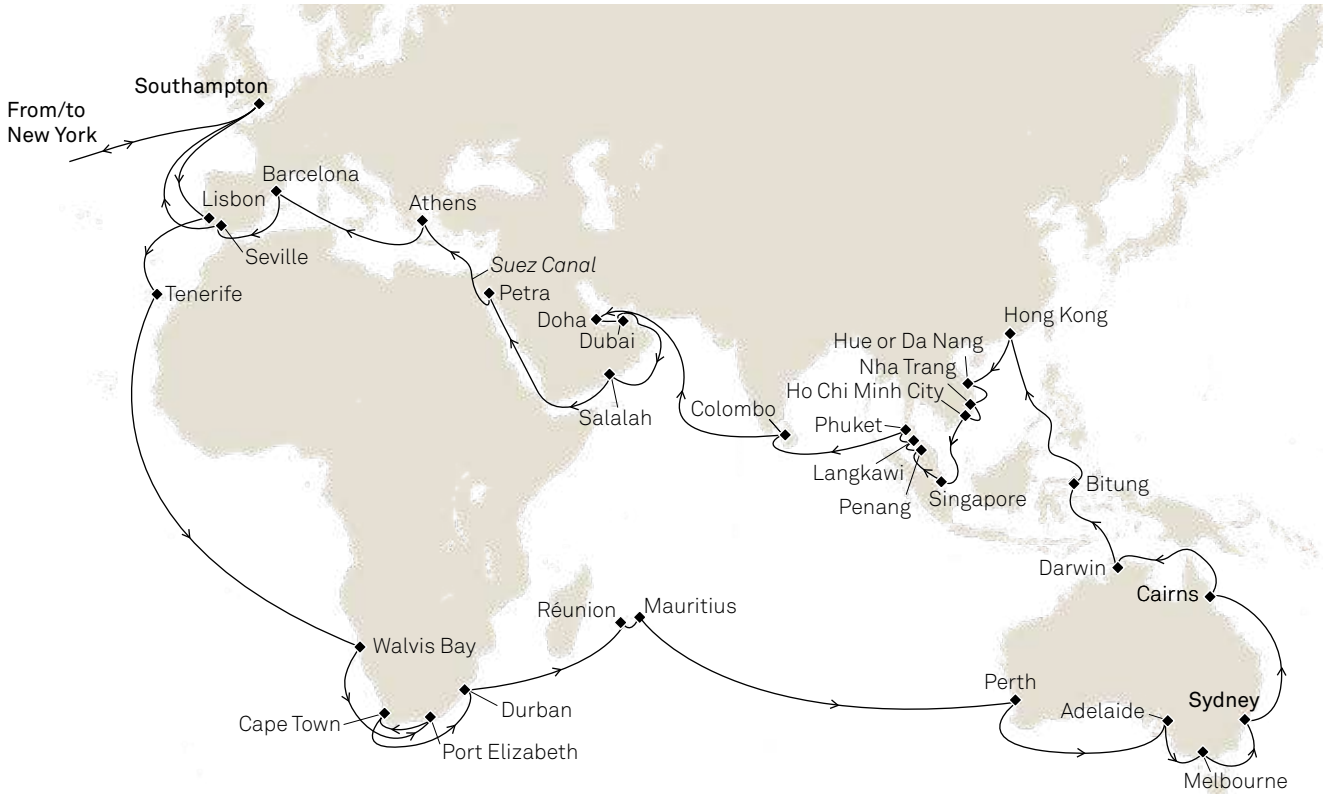 Southampton
From/to
New York
Barcelona
Lisbon
Athens
Seville
Suez Canal
Tenerife
Petra
Doha
Dubai
Hong Kong
Hue or Da Nang
Nha Trang
Ho Chi Minh City
Salalah
Colombo
Phuket
Langkawi
Penang
Singapore
Bitung
Darwin
Cairns
Réunion
Mauritius
Walvis Bay
Perth
Sydney
Durban
Adelaide
Cape Town
Port Elizabeth
Melbourne